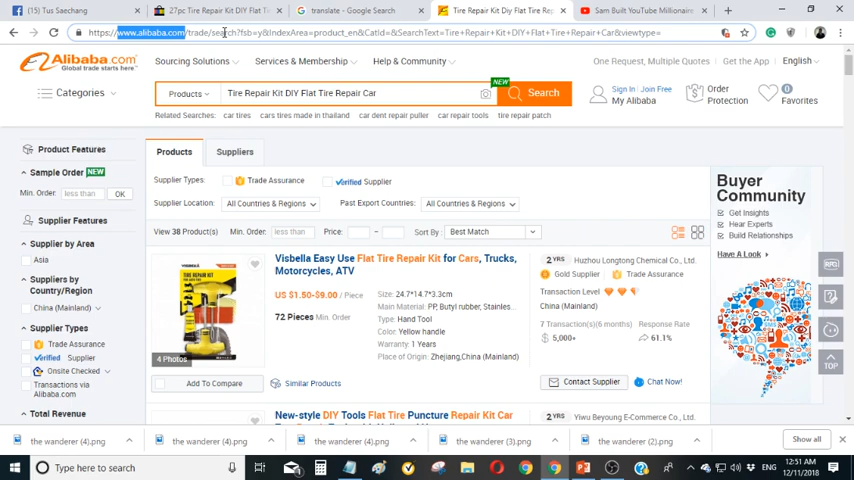 (15) Tus Saechang
27pc Tire Repair Kit DIY Flat Tir
translate - Google Search
Tire Repair Kit Diy Flat Tire Rep
Sam Built YouTube Millionaire
https://www.alibaba.com/trade/search?fsb=y&IndexArea=product_en&CatId=&SearchText=Tire+Repair+Kit+DIY+Flat+Tire+Repair+Car&viewtype=
Alibaba.com
Sourcing Solutions
Services & Membership
Help & Community
One Request, Multiple Quotes
Get the App
English
Categories
Products
Tire Repair Kit DIY Flat Tire Repair Car
NEW
Search
Sign In
Join Free
My Alibaba
Order
Protection
0
Favorites
Related Searches:
car tires
cars tires made in thailand
car dent repair puller
car repair tools
tire repair patch
Product Features
Sample Order NEW
Min. Order: less than OK
Supplier Features
Supplier by Area
Asia
Suppliers by
Country/Region
China (Mainland)
Supplier Types
Trade Assurance
Verified Supplier
Onsite Checked
Transactions via
Alibaba.com
Total Revenue
Products
Suppliers
Supplier Types:
Trade Assurance
Verified Supplier
Supplier Location:
All Countries & Regions
Past Export Countries:
All Countries & Regions
View 38 Product(s)
Min. Order: less than
Price: -
Sort By: Best Match
4 Photos
Visbella Easy Use Flat Tire Repair Kit for Cars, Trucks,
Motorcycles, ATV
US $1.50-$9.00 / Piece
72 Pieces Min. Order
Size: 24.7*14.7*3.3cm
Main Material: PP, Butyl rubber, Stainles...
Type: Hand Tool
Color: Yellow handle
Warranty: 1 Years
Place of Origin: Zhejiang,China (Mainland)
2 YRS Huzhou Longtong Chemical Co., Ltd.
Gold Supplier
Trade Assurance
Transaction Level
China (Mainland)
7 Transaction(s)(6 months)
Response Rate
5,000+
61.1%
Add To Compare
Similar Products
Contact Supplier
Chat Now!
New-style DIY Tools Flat Tire Puncture Repair Kit Car
2 YRS Yiwu Beyoung E-Commerce Co., Ltd.
Buyer
Community
Get Insights
Hear Experts
Build Relationships
Have A Look
RFQ
TOP
the wanderer (4).png
the wanderer (4).png
the wanderer (4).png
the wanderer (3).png
the wanderer (2).png
Show all
Type here to search
ENG
12:51 AM
12/11/2018